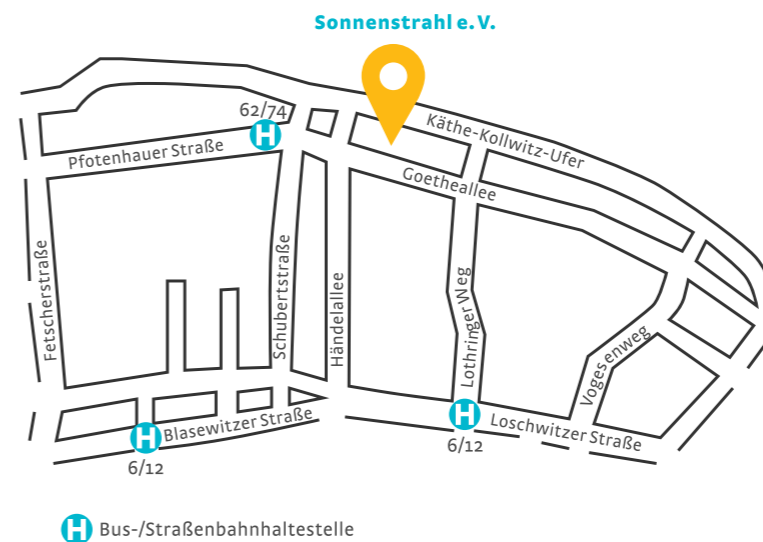 Sonnenstrahl e. V.
62/74
H
Käthe-Kollwitz-Ufer
Pfotenhauer Straße
Goetheallee
Fetscherstraße
Schubertstraße
Händelallee
Lothringer Weg
Vogesenweg
H
Blasewitzer Straße
6/12
H
Loschwitzer Straße
6/12
H Bus-/Straßenbahnhaltestelle